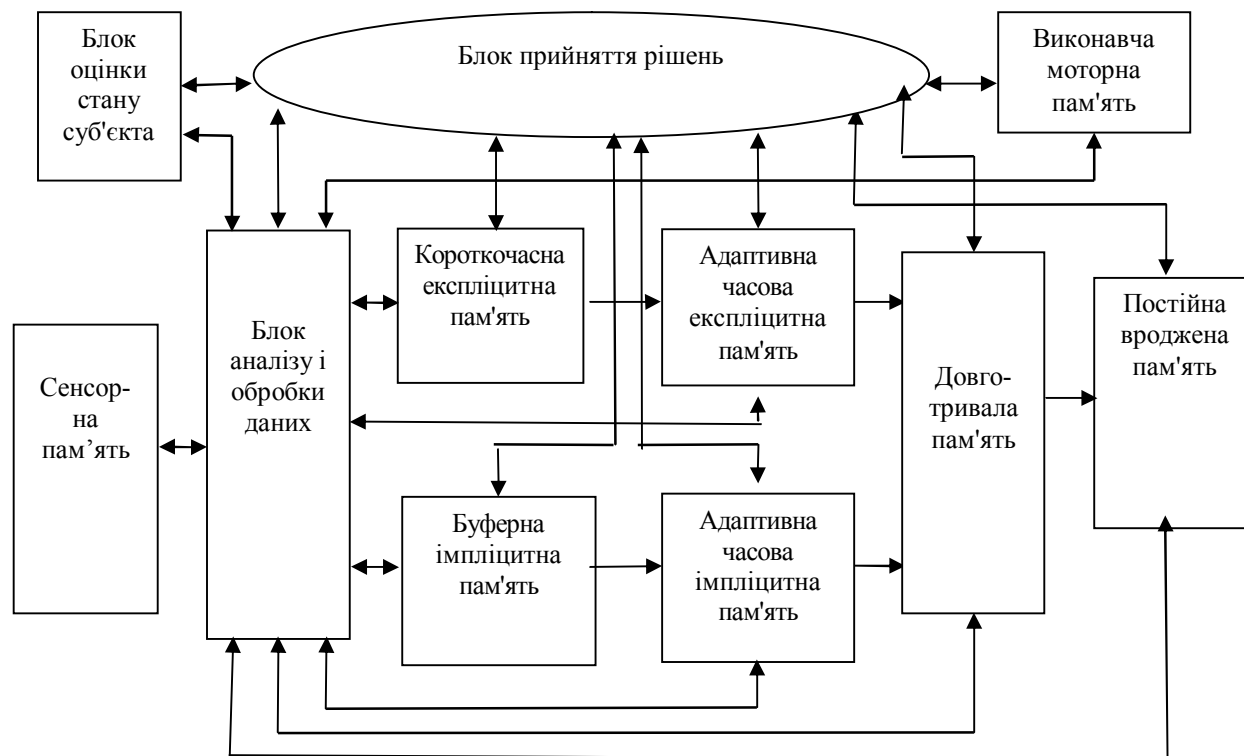 Блок
оцінки
стану
суб'єкта
Блок прийняття рішень
Виконавча
моторна
пам'ять
Сенсор-
на
пам’ять
Блок
аналізу і
обробки
даних
Короткочасна
експліцитна
пам'ять
Адаптивна
часова
експліцитна
пам'ять
Буферна
імпліцитна
пам'ять
Адаптивна
часова
імпліцитна
пам'ять
Довго-
тривала
пам'ять
Постійна
вроджена
пам'ять